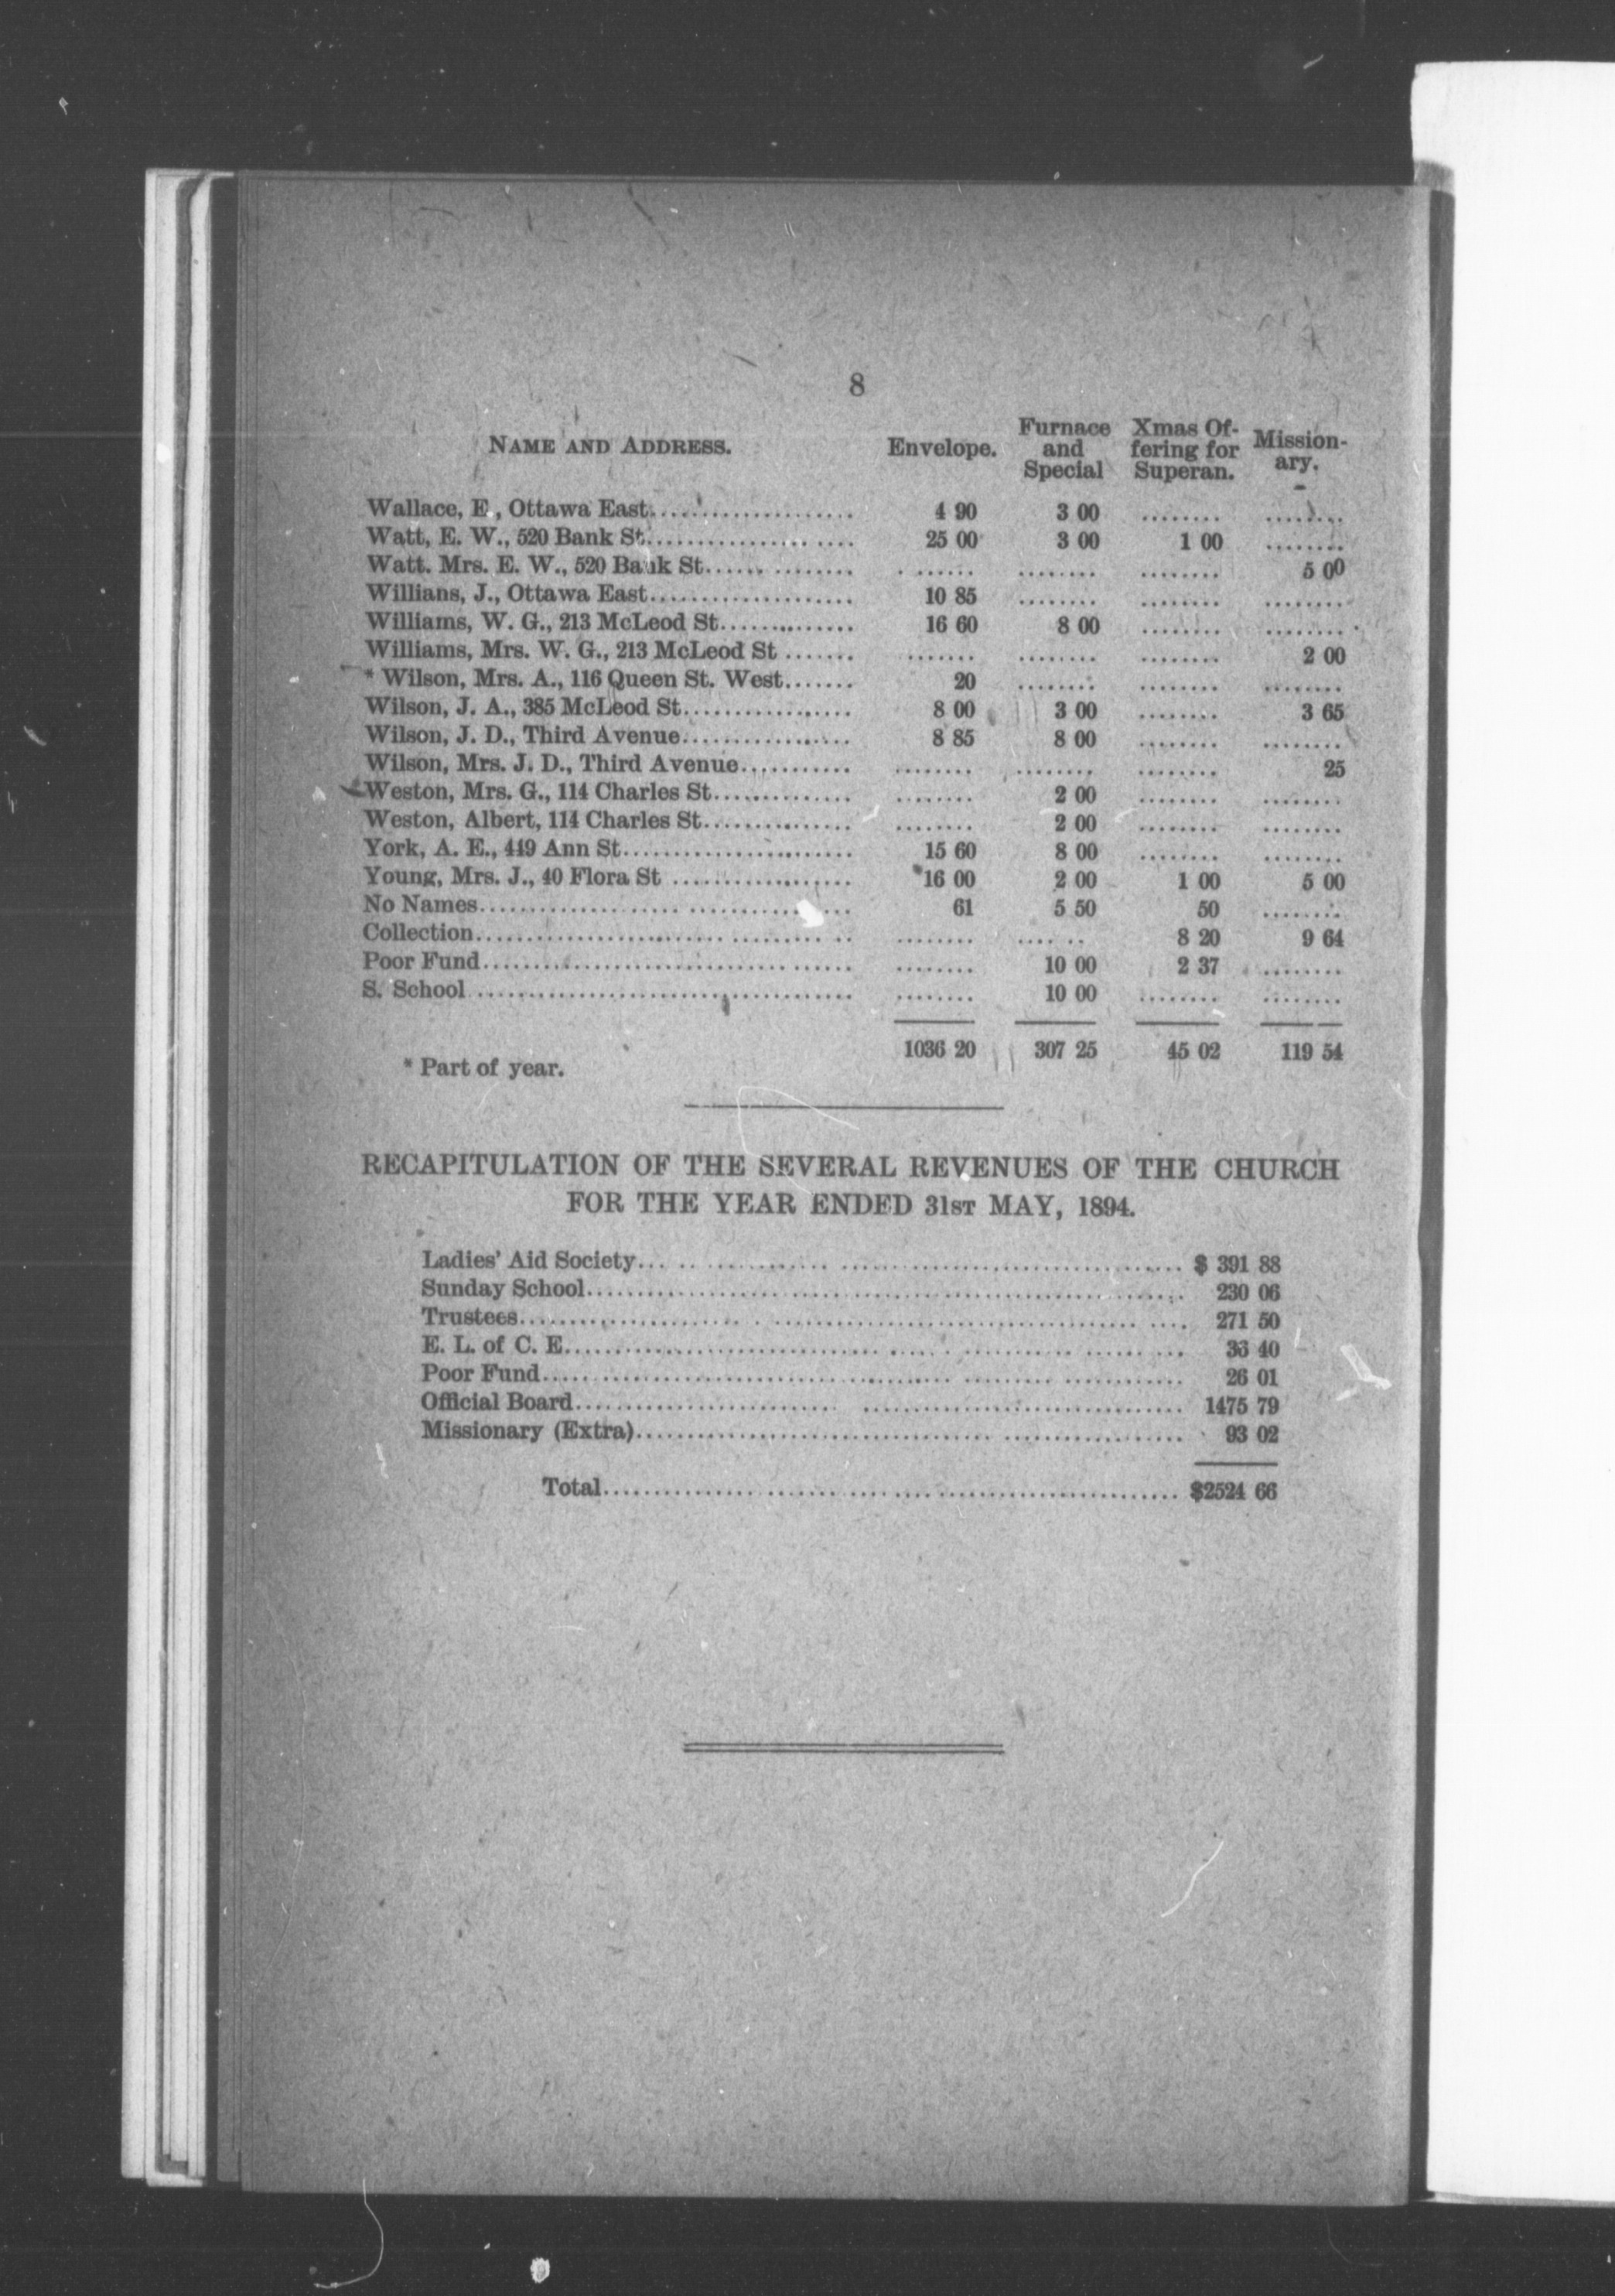 8
NAME AND ADDRESS. Envelope. Furnace and Special Xmas Offering for Superan. Missionary.
Wallace, E., Ottawa East.................... 4 90 3 00 ........ ........
Watt, E. W., 520 Bank St.................... 25 00 3 00 1 00 ........
Watt. Mrs. E. W., 520 Bank St............... ........ ........ ........ 5 00
Willians, J., Ottawa East.................... 10 85 ........ ........ ........
Williams, W. G., 213 McLeod St.............. 16 60 8 00 ........ ........
Williams, Mrs. W. G., 213 McLeod St ....... ........ ........ ........ 2 00
* Wilson, Mrs. A., 116 Queen St. West....... 20 ........ ........ ........
Wilson, J. A., 385 McLeod St................. 8 00 3 00 ........ 3 65
Wilson, J. D., Third Avenue................. 8 85 8 00 ........ ........
Wilson, Mrs. J. D., Third Avenue........... ........ ........ ........ 25
Weston, Mrs. G., 114 Charles St.............. ........ 2 00 ........ ........
Weston, Albert, 114 Charles St............... ........ 2 00 ........ ........
York, A. E., 449 Ann St....................... 15 60 8 00 ........ ........
Young, Mrs. J., 40 Flora St .................. 16 00 2 00 1 00 5 00
No Names.................................... 61 5 50 50 ........
Collection.................................... ........ ........ 8 20 9 64
Poor Fund.................................... ........ 10 00 2 37 ........
S. School .................................... ........ 10 00 ........ ........
1036 20 307 25 45 02 119 54
* Part of year.
RECAPITULATION OF THE SEVERAL REVENUES OF THE CHURCH
FOR THE YEAR ENDED 31ST MAY, 1894.
Ladies' Aid Society.................................................... $ 391 88
Sunday School.......................................................... 230 06
Trustees................................................................ 271 50
E. L. of C. E............................................................ 36 40
Poor Fund.............................................................. 26 01
Official Board........................................................... 1475 79
Missionary (Extra)..................................................... 93 02
Total........................................................ $2524 66